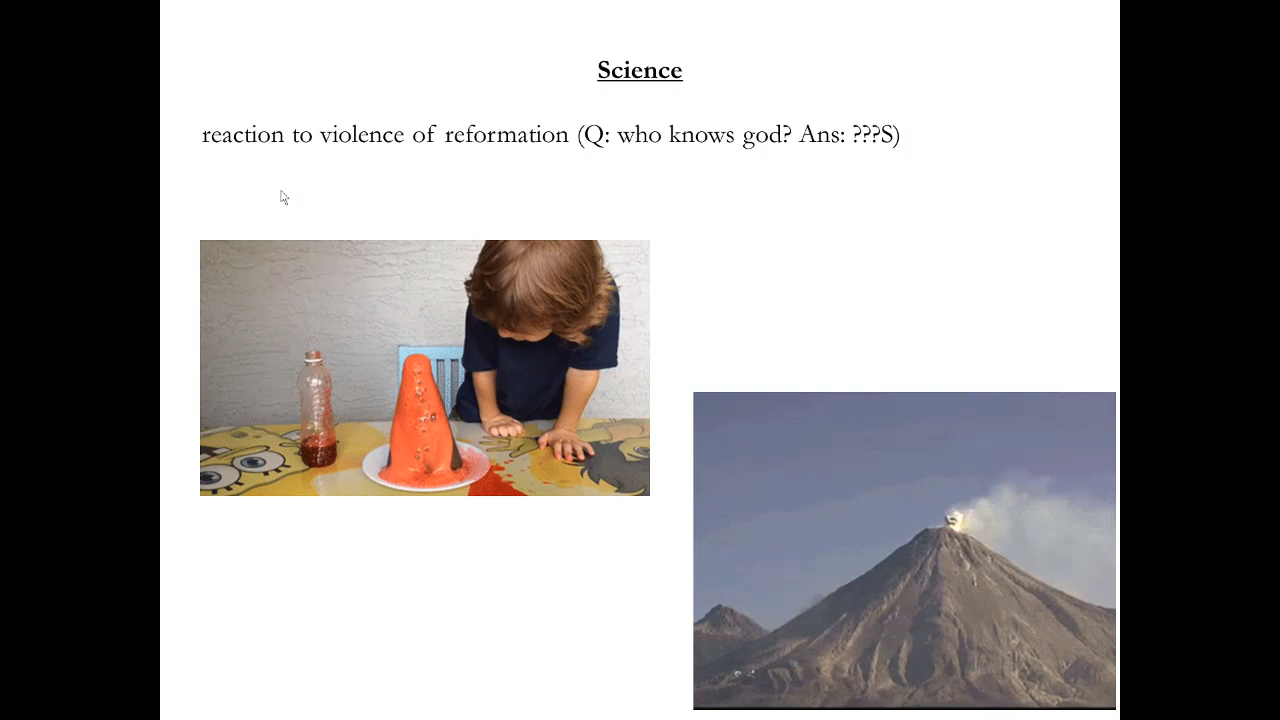 Science
reaction to violence of reformation (Q: who knows god? Ans: ???S)